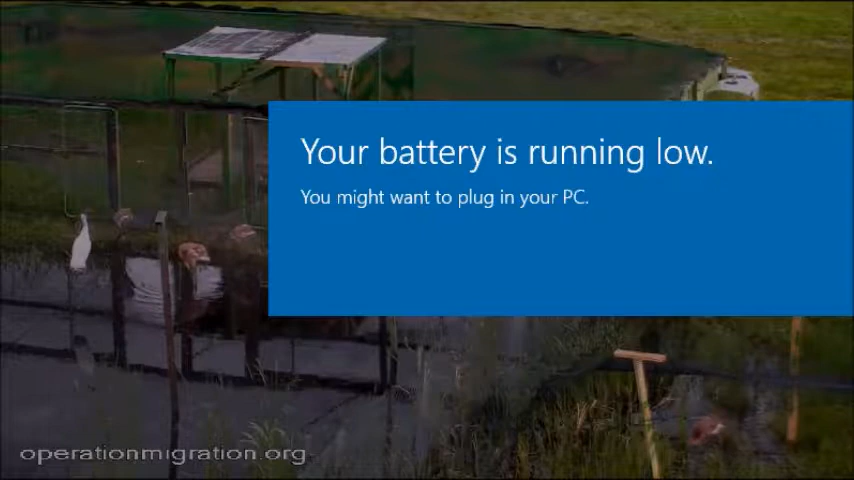 Your battery is running low.
You might want to plug in your PC.
operationmigration.org